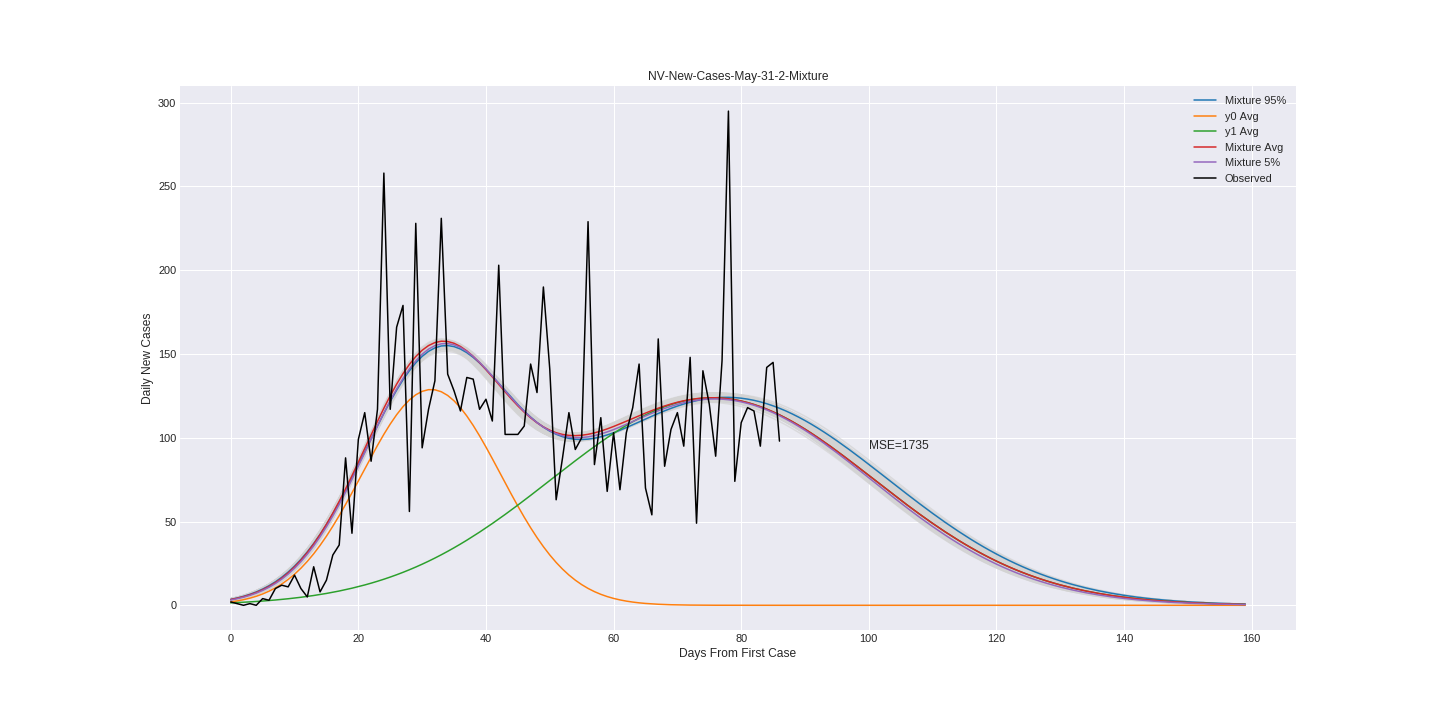 NV-New-Cases-May-31-2-Mixture
Mixture 95%
y0 Avg
y1 Avg
Mixture Avg
Mixture 5%
Observed
Daily New Cases
300
250
200
150
100
50
0
MSE=1735
0 20 40 60 80 100 120 140 160
Days From First Case